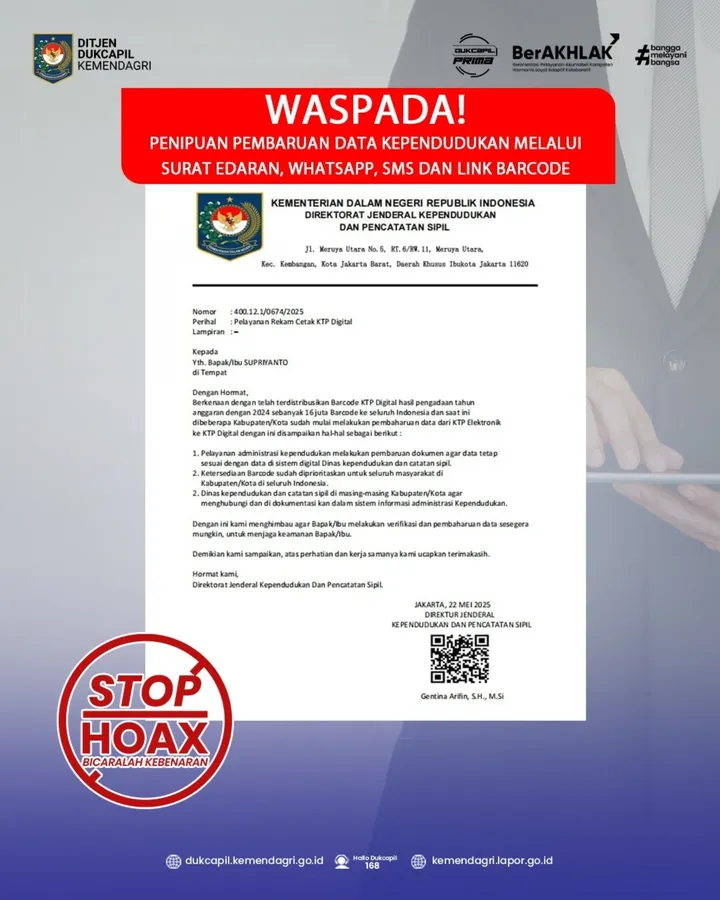 DITJEN
DUKCAPIL
KEMENDAGRI
DUKCAPIL
PRIMA
BerAKHLAK
Berorientasi Pelayanan Akuntabel Kompeten
Harmonis Loyal Adaptif Kolaboratif
#bangga
melayani
bangsa
WASPADA!
PENIPUAN PEMBARUAN DATA KEPENDUDUKAN MELALUI
SURAT EDARAN, WHATSAPP, SMS DAN LINK BARCODE
KEMENTERIAN DALAM NEGERI REPUBLIK INDONESIA
DIREKTORAT JENDERAL KEPENDUDUKAN
DAN PENCATATAN SIPIL
Jl. Meruya Utara No.5, RT.6/RW.11, Meruya Utara,
Kec. Kembangan, Kota Jakarta Barat, Daerah Khusus Ibukota Jakarta 11620
Nomor : 400.12.1/0674/2025
Perihal : Pelayanan Rekam Cetak KTP Digital
Lampiran : –
Kepada
Yth. Bapak/Ibu SUPRIYANTO
di Tempat
Dengan Hormat,
Berkenaan dengan telah terdistribusikan Barcode KTP Digital hasil pengadaan tahun
anggaran dengan 2024 sebanyak 16 juta Barcode ke seluruh Indonesia dan saat ini
dibeberapa Kabupaten/Kota sudah mulai melakukan pembaharuan data dari KTP Elektronik
ke KTP Digital dengan ini disampaikan hal-hal sebagai berikut :
1. Pelayanan administrasi kependudukan melakukan pembaruan dokumen agar data tetap
sesuai dengan data di sistem digital Dinas kependudukan dan catatan sipil.
2. Ketersediaan Barcode sudah diprioritaskan untuk seluruh masyarakat di
Kabupaten/Kota di seluruh Indonesia.
2. Dinas kependudukan dan catatan sipil di masing-masing Kabupaten/Kota agar
menghubungi dan di dokumentasi kan dalam sistem informasi administrasi Kependudukan.
Dengan ini kami menghimbau agar Bapak/Ibu melakukan verifikasi dan pembaharuan data sesegera
mungkin, untuk menjaga keamanan Bapak/Ibu.
Demikian kami sampaikan, atas perhatian dan kerja samanya kami ucapkan terimakasih.
Hormat kami,
Direktorat Jenderal Kependudukan Dan Pencatatan Sipil.
JAKARTA, 22 MEI 2025
DIREKTUR JENDERAL
KEPENDUDUKAN DAN PENCATATAN SIPIL
Gentina Arifin, S.H., M.Si
STOP
HOAX
BICARALAH KEBENARAN
dukcapil.kemendagri.go.id
Hallo Dukcapil
168
kemendagri.lapor.go.id